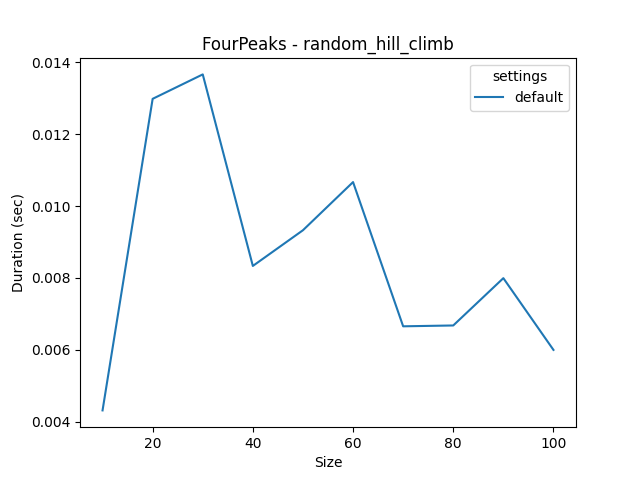 FourPeaks - random_hill_climb
settings
default
Duration (sec)
0.014
0.012
0.010
0.008
0.006
0.004
20 40 60 80 100
Size